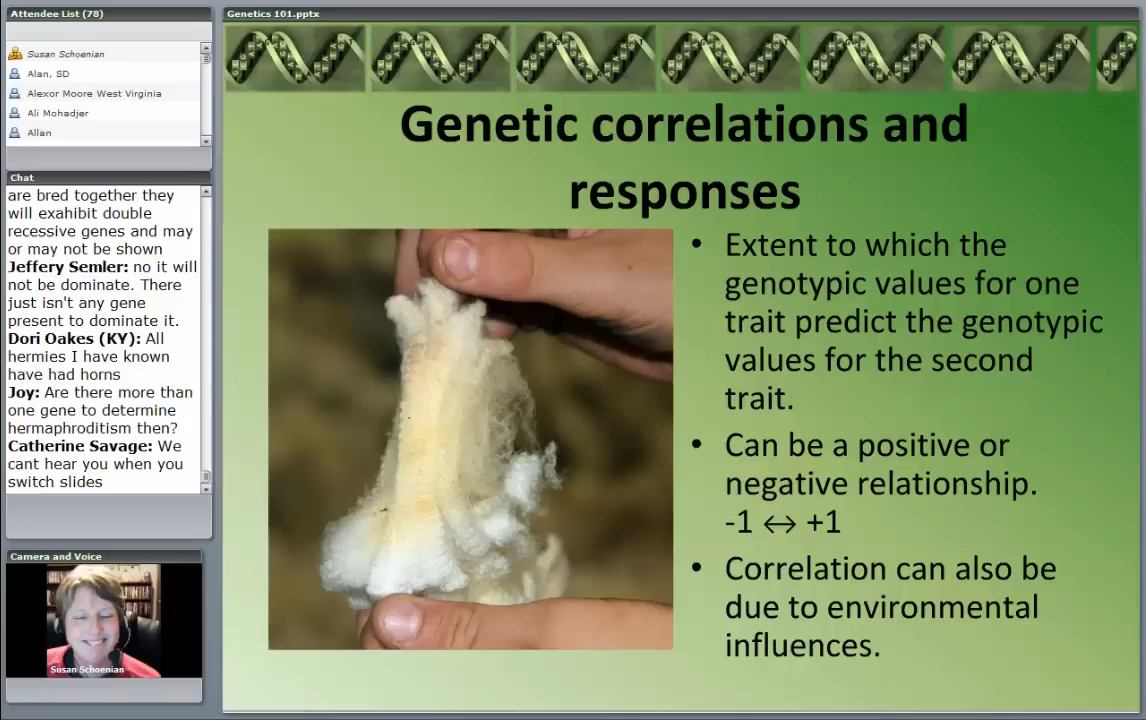 Attendee List (78)
Susan Schoenian
Alan, SD
Alexor Moore West Virginia
Ali Mohadjer
Allan
Chat
are bred together they
will exahibit double
recessive genes and may
or may not be shown
Jeffery Semler: no it will
not be dominate. There
just isn't any gene
present to dominate it.
Dori Oakes (KY): All
hermies I have known
have had horns
Joy: Are there more than
one gene to determine
hermaphroditism then?
Catherine Savage: We
cant hear you when you
switch slides
Camera and Voice
Susan Schoenian
Genetics 101.pptx
Genetic correlations and
responses
• Extent to which the
genotypic values for one
trait predict the genotypic
values for the second
trait.
• Can be a positive or
negative relationship.
-1 ↔ +1
• Correlation can also be
due to environmental
influences.